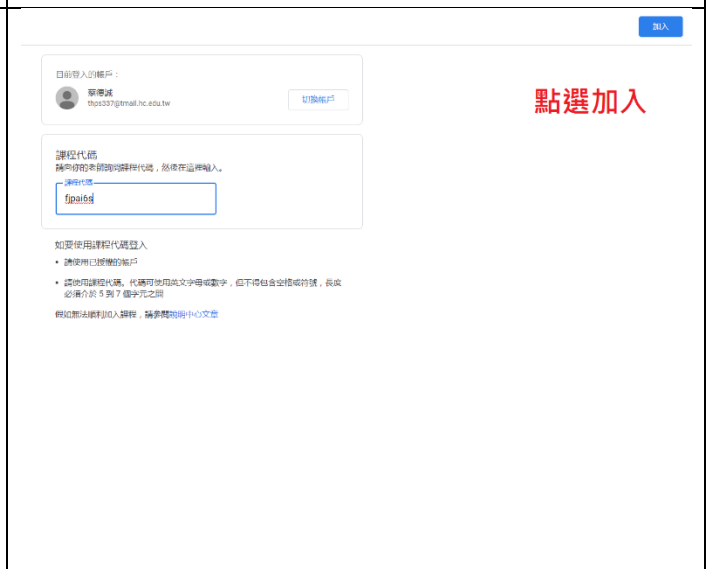 加入
目前登入的帳戶：
蔡德誠
thps337@tmail.hc.edu.tw
切換帳戶
點選加入
課程代碼
請向你的老師詢問課程代碼，然後在這裡輸入。
課程代碼
fjpai6s
如要使用課程代碼登入
• 請使用已授權的帳戶
• 請使用課程代碼。代碼可使用英文字母或數字，但不得包含空格或符號，長度
必須介於 5 到 7 個字元之間
假如無法順利加入課程，請參閱說明中心文章